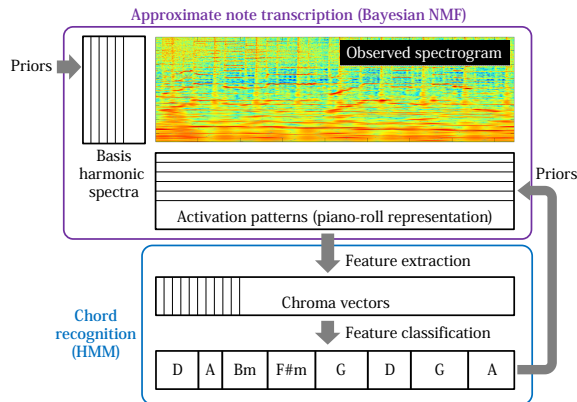 Approximate note transcription (Bayesian NMF)
Observed spectrogram
Priors
Basis
harmonic
spectra
Priors
Activation patterns (piano-roll representation)
Feature extraction
Chord
recognition
(HMM)
Chroma vectors
Feature classification
D A Bm F#m G D G A